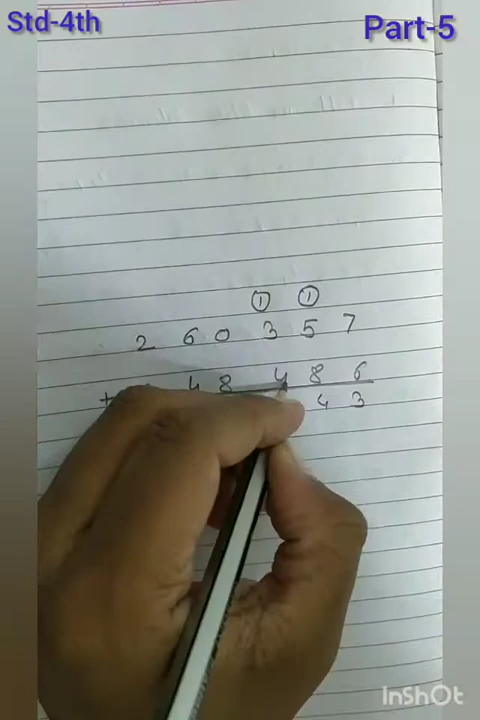 Std-4th
Part-5
① ①
2 6 0 3 5 7
+ 4 8 4 8 6
4 3
InShOt